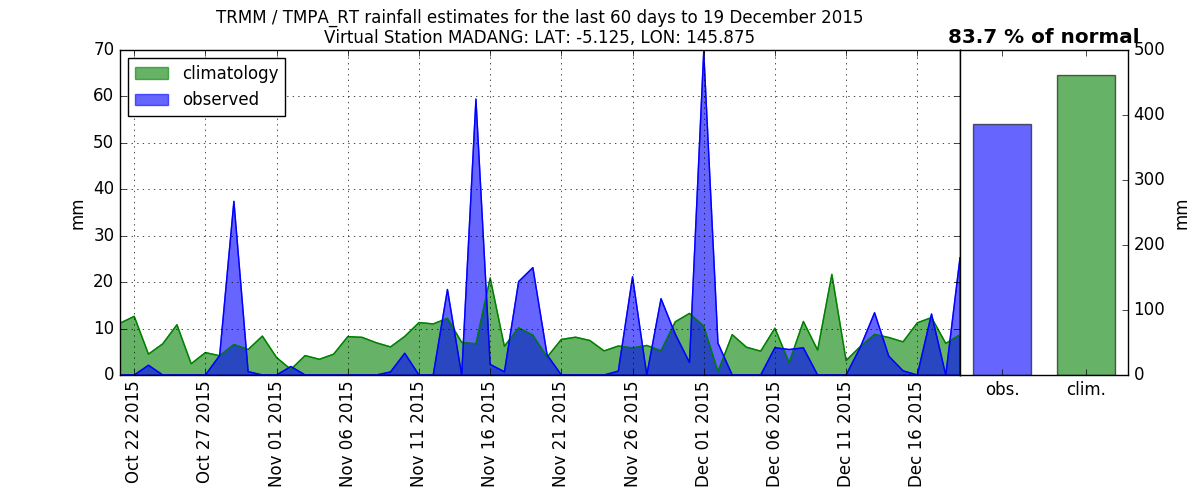 TRMM / TMPA_RT rainfall estimates for the last 60 days to 19 December 2015
Virtual Station MADANG: LAT: -5.125, LON: 145.875
83.7 % of normal
climatology
observed
70
60
50
40
30
20
10
0
mm
Oct 22 2015
Oct 27 2015
Nov 01 2015
Nov 06 2015
Nov 11 2015
Nov 16 2015
Nov 21 2015
Nov 26 2015
Dec 01 2015
Dec 06 2015
Dec 11 2015
Dec 16 2015
500
400
300
200
100
0
mm
obs.
clim.